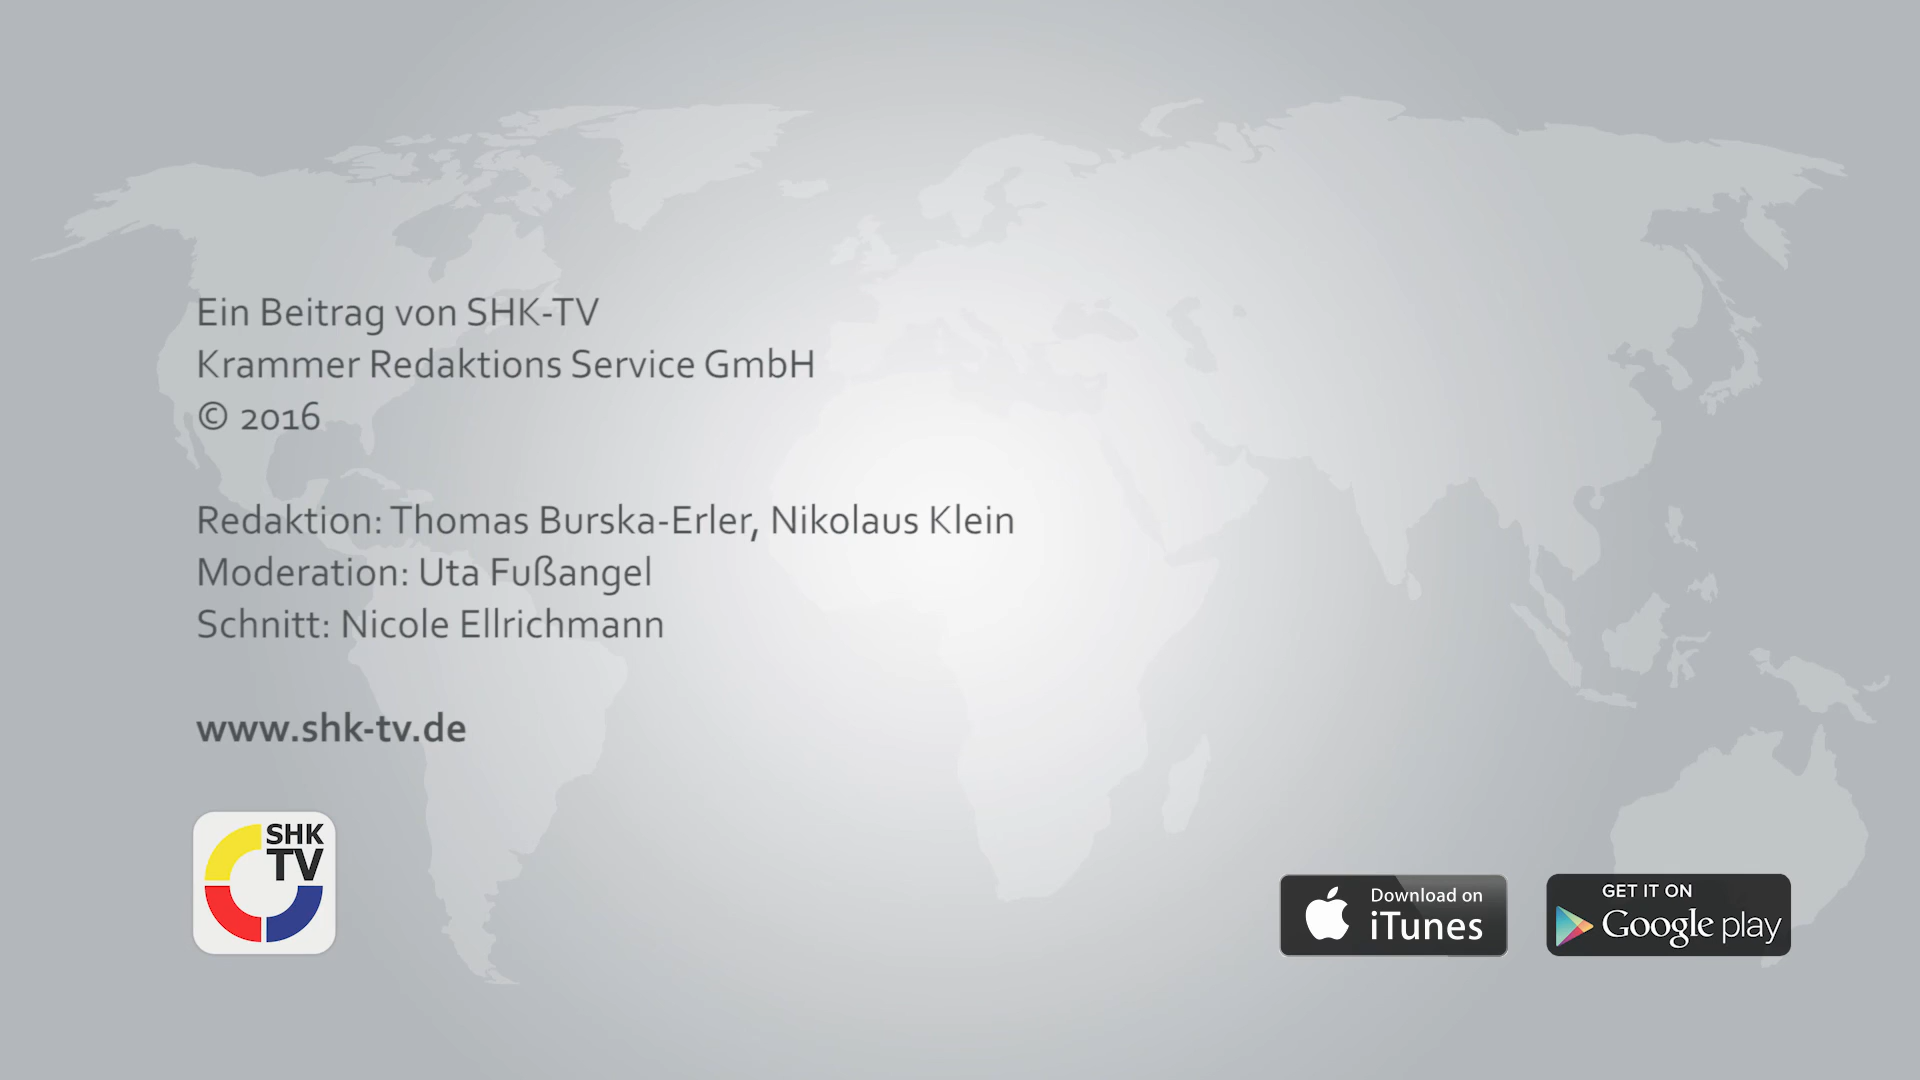 Ein Beitrag von SHK-TV
Krammer Redaktions Service GmbH
© 2016
Redaktion: Thomas Burska-Erler, Nikolaus Klein
Moderation: Uta Fußangel
Schnitt: Nicole Ellrichmann
www.shk-tv.de
SHK
TV
Download on
iTunes
GET IT ON
Google play